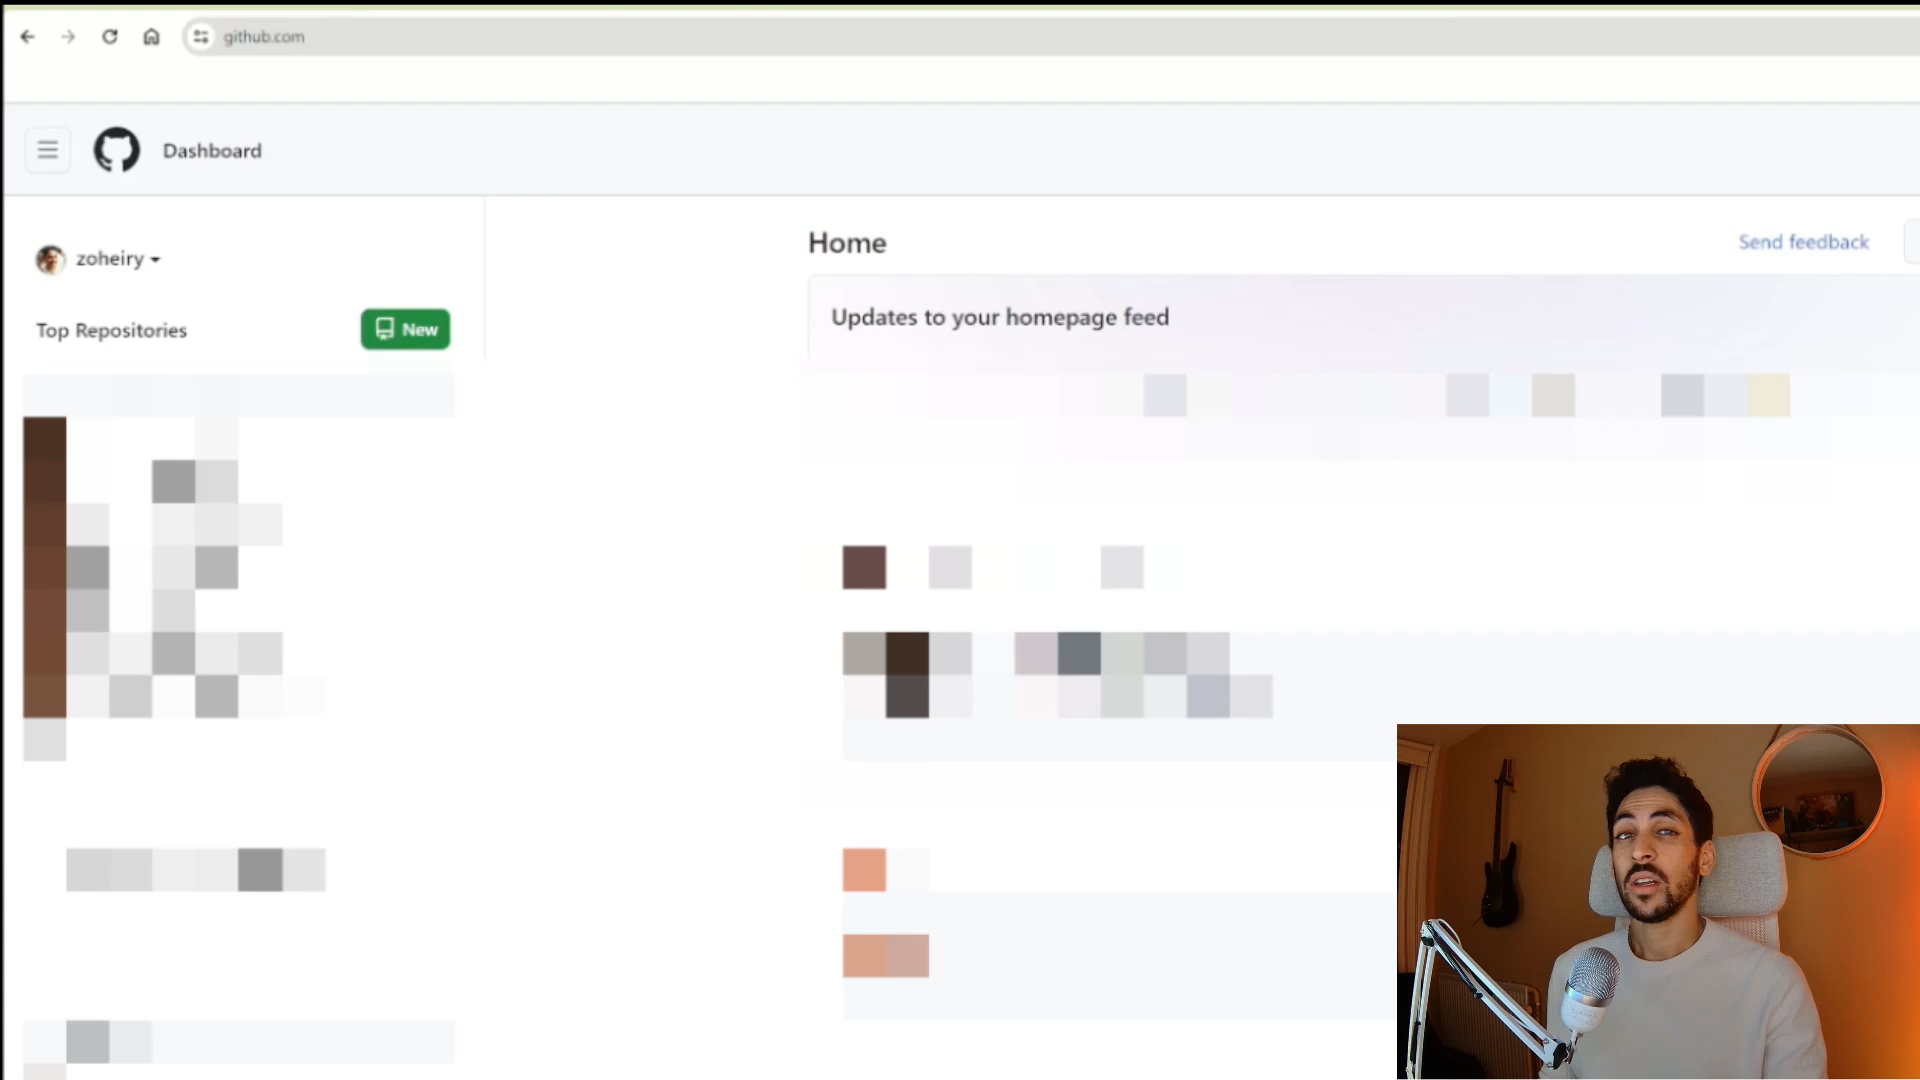 github.com
Dashboard
zoheiry
Top Repositories
New
Home
Send feedback
Updates to your homepage feed